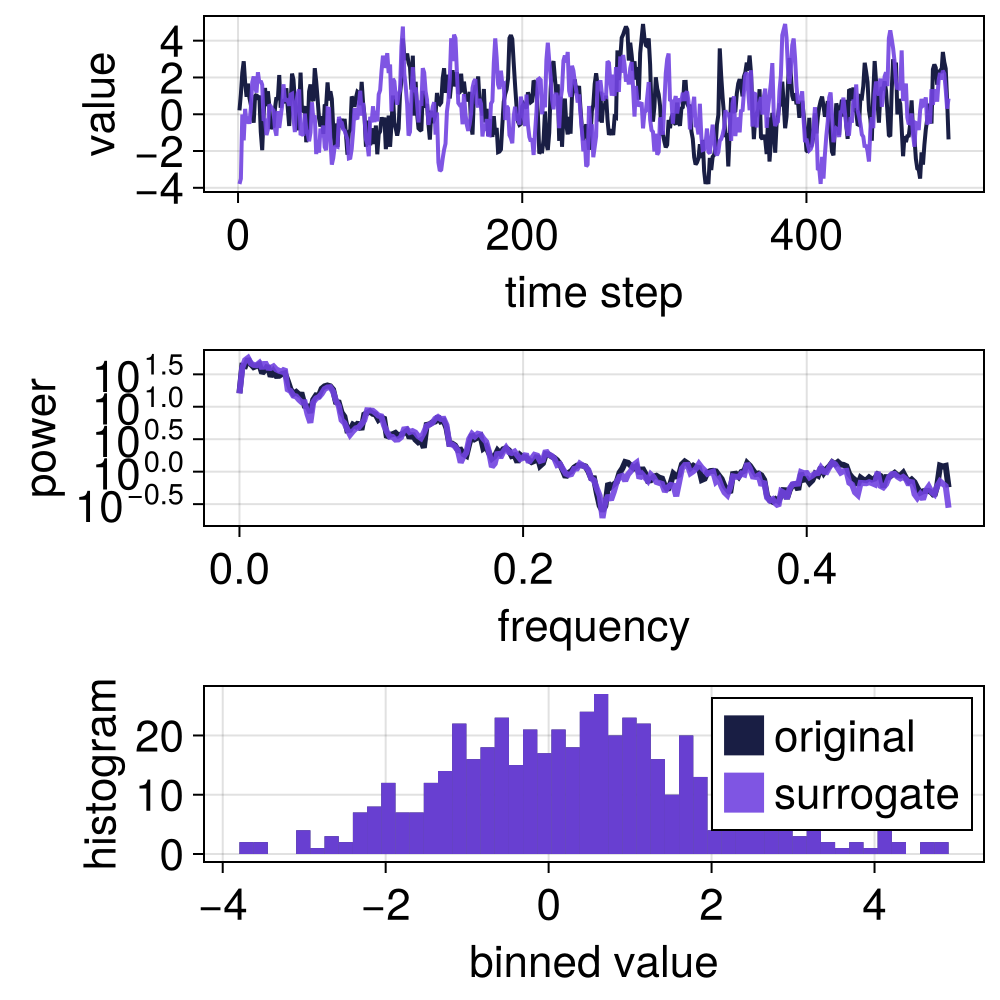 value
4
2
0
−2
−4
0 200 400
time step
power
10^1.5
10^1.0
10^0.5
10^0.0
10^−0.5
0.0 0.2 0.4
frequency
histogram
20
10
0
original
surrogate
−4 −2 0 2 4
binned value